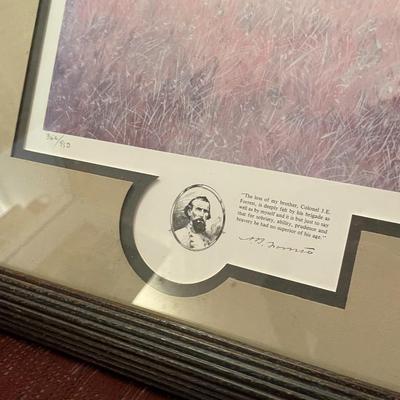 "The loss of my brother, Colonel J.E.
Forrest, is deeply felt by his brigade as
well as by myself and it is but just to say
that for sobriety, ability, prudence and
bravery he had no superior of his age."
N.B. Forrest